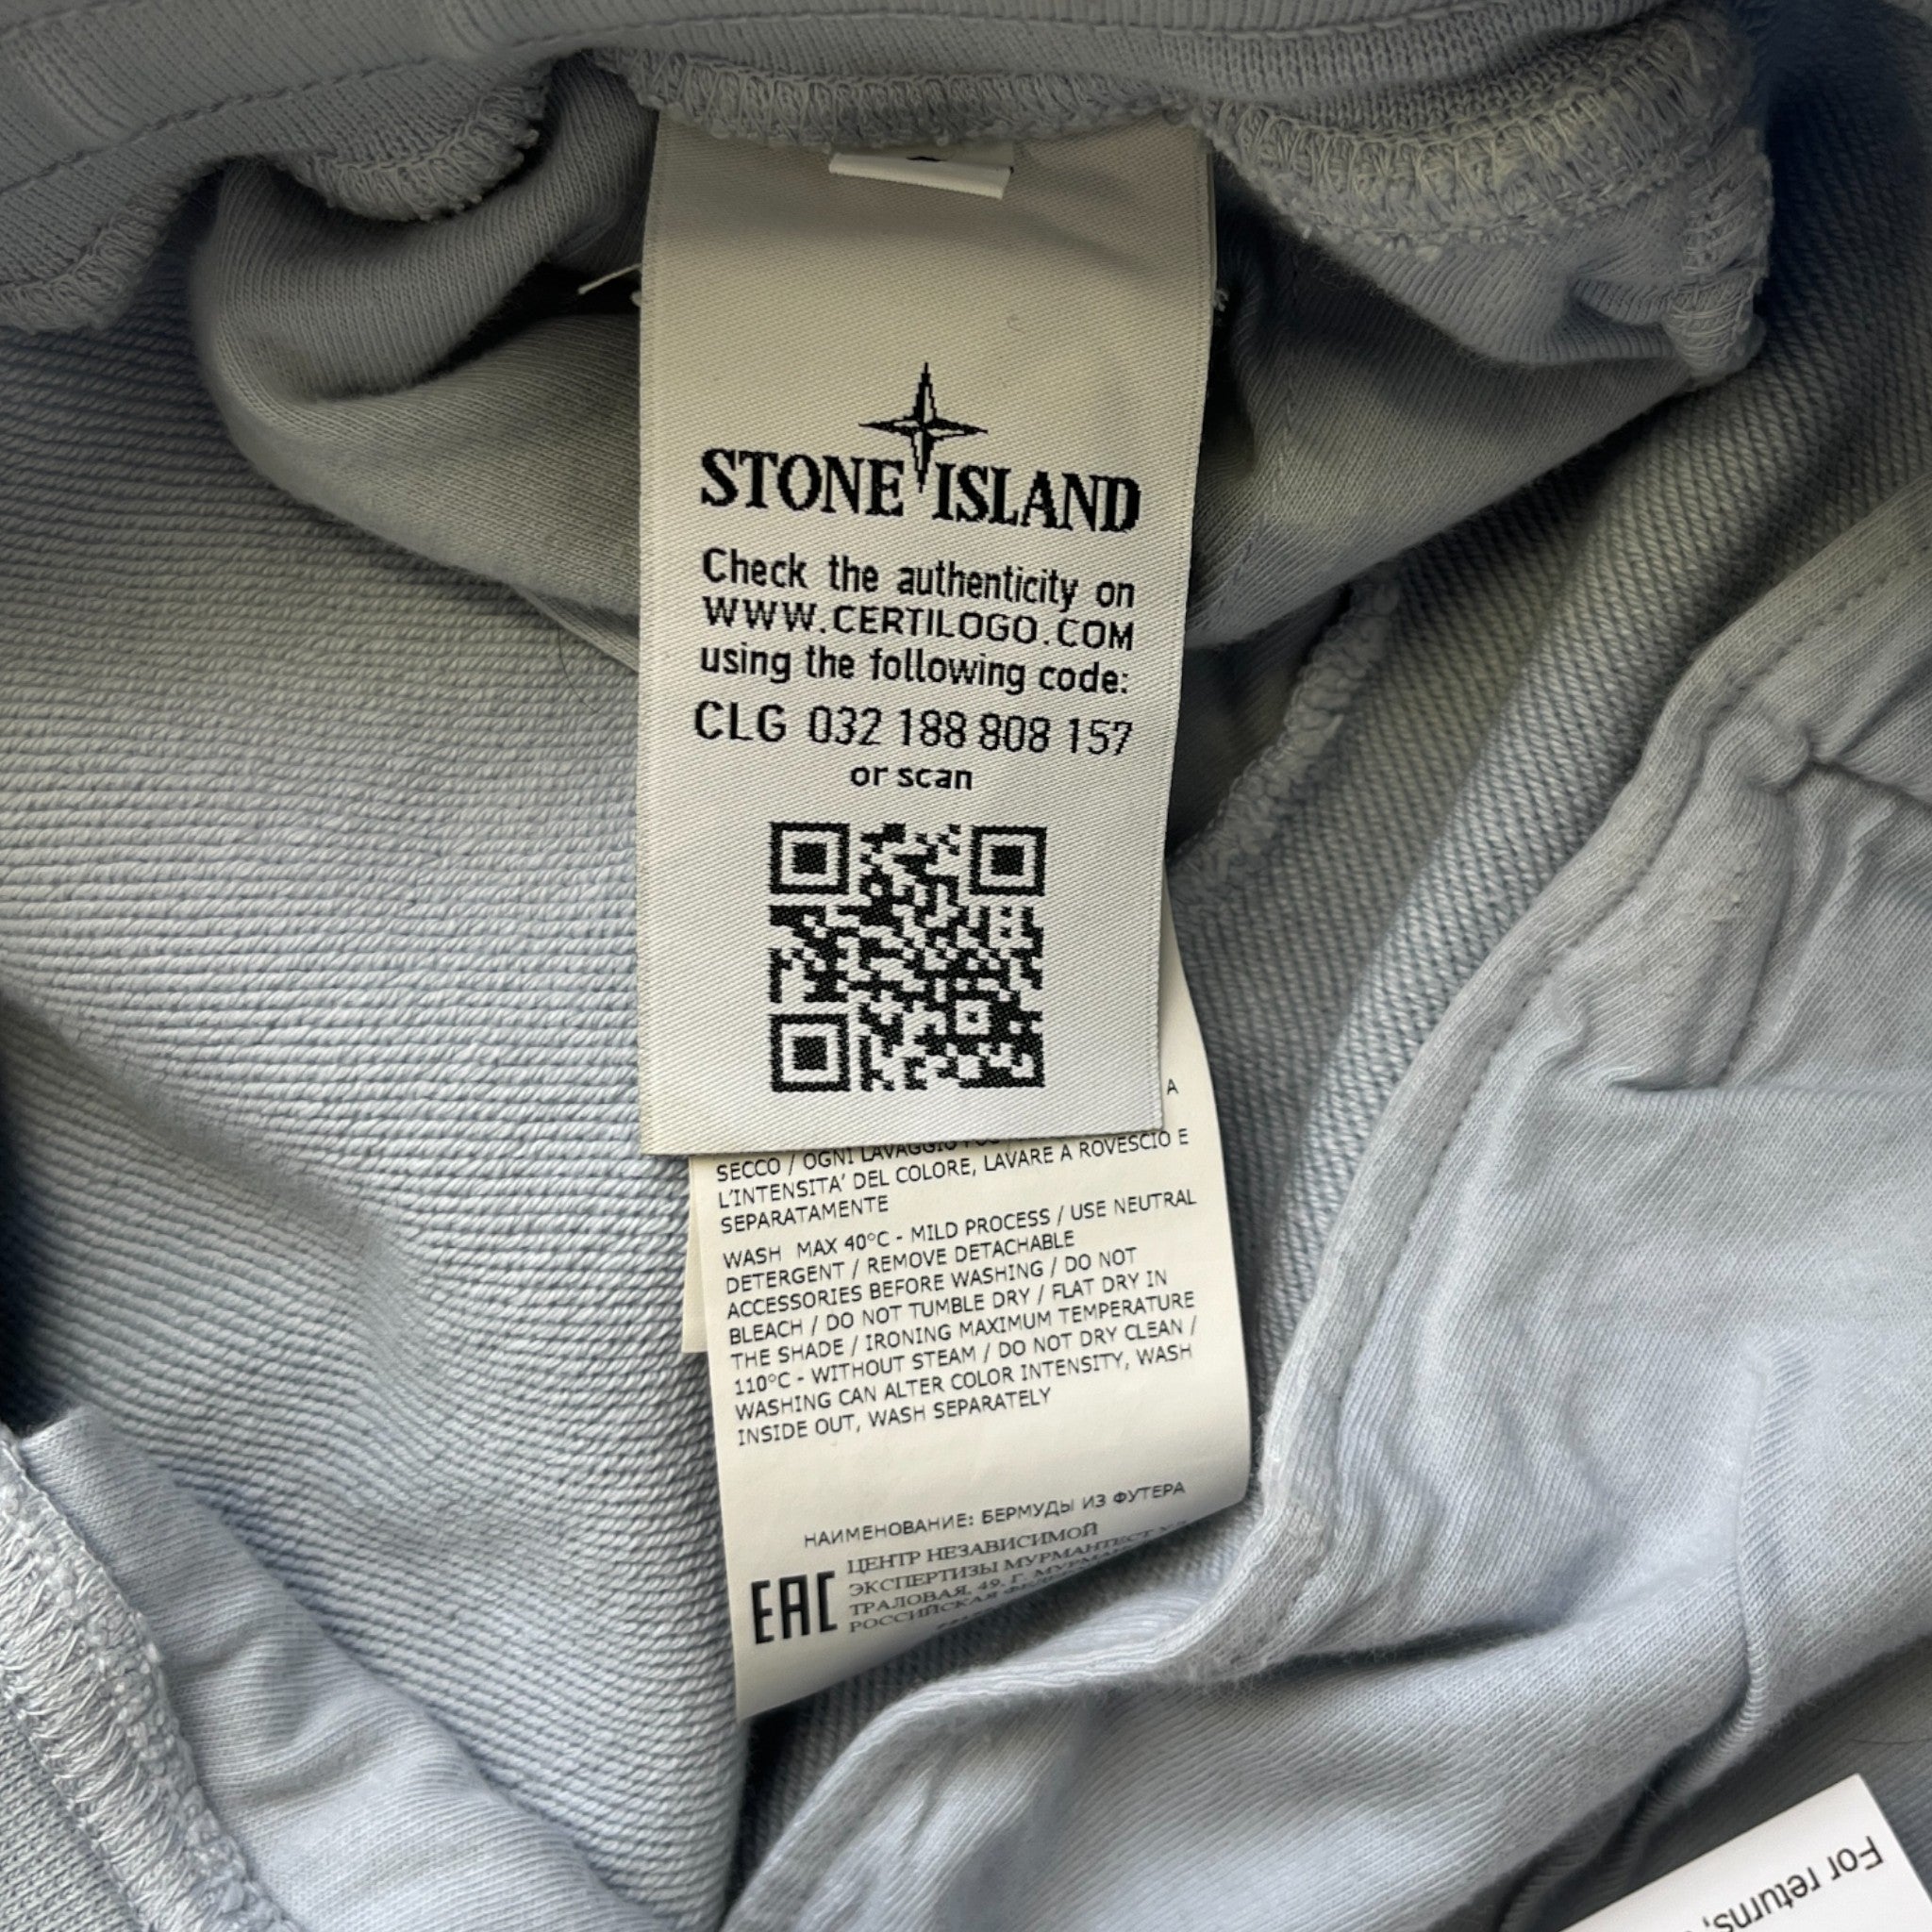 STONE ISLAND
Check the authenticity on
WWW.CERTILOGO.COM
using the following code:
CLG 032 188 808 157
or scan
A
SECCO / OGNI LAVAGGIO
L'INTENSITA' DEL COLORE, LAVARE A ROVESCIO E
SEPARATAMENTE
WASH MAX 40°C - MILD PROCESS / USE NEUTRAL
DETERGENT / REMOVE DETACHABLE
ACCESSORIES BEFORE WASHING / DO NOT
BLEACH / DO NOT TUMBLE DRY / FLAT DRY IN
THE SHADE / IRONING MAXIMUM TEMPERATURE
110°C - WITHOUT STEAM / DO NOT DRY CLEAN /
WASHING CAN ALTER COLOR INTENSITY, WASH
INSIDE OUT, WASH SEPARATELY
НАИМЕНОВАНИЕ: БЕРМУДЫ ИЗ ФУТЕРА
EAC
ЦЕНТР НЕЗАВИСИМОЙ
ЭКСПЕРТИЗЫ МУРМАНТЕСТ
ТРАЛОВАЯ, 49. Г.
РОССИЙСКАЯ
For returns,